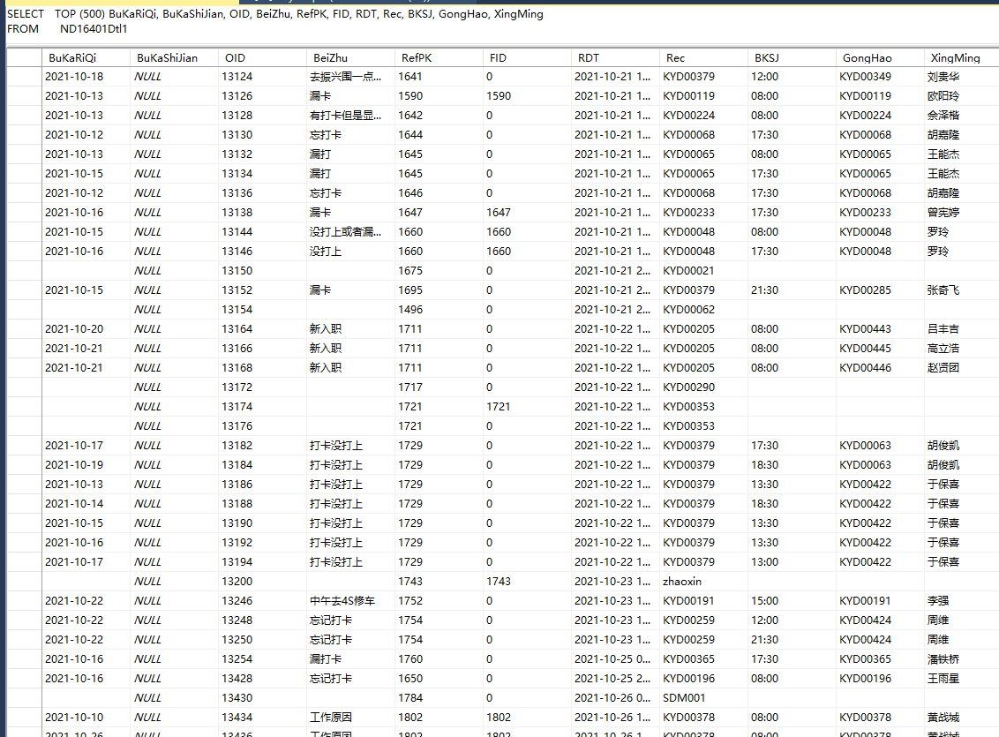 SELECT TOP (500) BuKaRiQi, BuKaShiJian, OID, BeiZhu, RefPK, FID, RDT, Rec, BKSJ, GongHao, XingMing
FROM ND16401Dtl1
BuKaRiQi BuKaShiJian OID BeiZhu RefPK FID RDT Rec BKSJ GongHao XingMing
2021-10-18 NULL 13124 去振兴围一点... 1641 0 2021-10-21 1... KYD00379 12:00 KYD00349 刘贵华
2021-10-13 NULL 13126 漏卡 1590 1590 2021-10-21 1... KYD00119 08:00 KYD00119 欧阳玲
2021-10-13 NULL 13128 有打卡但是显... 1642 0 2021-10-21 1... KYD00224 08:00 KYD00224 余泽楷
2021-10-12 NULL 13130 忘打卡 1644 0 2021-10-21 1... KYD00068 17:30 KYD00068 胡嘉隆
2021-10-13 NULL 13132 漏打 1645 0 2021-10-21 1... KYD00065 08:00 KYD00065 王能杰
2021-10-15 NULL 13134 漏打 1645 0 2021-10-21 1... KYD00065 17:30 KYD00065 王能杰
2021-10-12 NULL 13136 忘打卡 1646 0 2021-10-21 1... KYD00068 17:30 KYD00068 胡嘉隆
2021-10-16 NULL 13138 漏卡 1647 1647 2021-10-21 1... KYD00233 17:30 KYD00233 曾宪婷
2021-10-15 NULL 13144 没打上或者漏... 1660 1660 2021-10-21 1... KYD00048 08:00 KYD00048 罗玲
2021-10-16 NULL 13146 没打上 1660 1660 2021-10-21 1... KYD00048 17:30 KYD00048 罗玲
NULL 13150 1675 0 2021-10-21 2... KYD00021
2021-10-15 NULL 13152 漏卡 1695 0 2021-10-21 2... KYD00379 21:30 KYD00285 张奇飞
NULL 13154 1496 0 2021-10-21 2... KYD00062
2021-10-20 NULL 13164 新入职 1711 0 2021-10-22 1... KYD00205 08:00 KYD00443 吕丰吉
2021-10-21 NULL 13166 新入职 1711 0 2021-10-22 1... KYD00205 08:00 KYD00445 高立浩
2021-10-21 NULL 13168 新入职 1711 0 2021-10-22 1... KYD00205 08:00 KYD00446 赵贤团
NULL 13172 1717 0 2021-10-22 1... KYD00290
NULL 13174 1721 1721 2021-10-22 1... KYD00353
NULL 13176 1721 0 2021-10-22 1... KYD00353
2021-10-17 NULL 13182 打卡没打上 1729 0 2021-10-22 1... KYD00379 17:30 KYD00063 胡俊凯
2021-10-19 NULL 13184 打卡没打上 1729 0 2021-10-22 1... KYD00379 18:30 KYD00063 胡俊凯
2021-10-13 NULL 13186 打卡没打上 1729 0 2021-10-22 1... KYD00379 13:30 KYD00422 于保喜
2021-10-14 NULL 13188 打卡没打上 1729 0 2021-10-22 1... KYD00379 18:30 KYD00422 于保喜
2021-10-15 NULL 13190 打卡没打上 1729 0 2021-10-22 1... KYD00379 13:30 KYD00422 于保喜
2021-10-16 NULL 13192 打卡没打上 1729 0 2021-10-22 1... KYD00379 13:30 KYD00422 于保喜
2021-10-17 NULL 13194 打卡没打上 1729 0 2021-10-22 1... KYD00379 13:00 KYD00422 于保喜
NULL 13200 1743 1743 2021-10-23 1... zhaoxin
2021-10-22 NULL 13246 中午去4S修车 1752 0 2021-10-23 1... KYD00191 15:00 KYD00191 李强
2021-10-22 NULL 13248 忘记打卡 1754 0 2021-10-23 1... KYD00259 12:00 KYD00424 周维
2021-10-22 NULL 13250 忘记打卡 1754 0 2021-10-23 1... KYD00259 21:30 KYD00424 周维
2021-10-16 NULL 13254 漏打卡 1760 0 2021-10-25 0... KYD00365 17:30 KYD00365 潘铁桥
2021-10-16 NULL 13428 忘记打卡 1650 0 2021-10-25 2... KYD00196 08:00 KYD00196 王雨星
NULL 13430 1784 0 2021-10-26 0... SDM001
2021-10-10 NULL 13434 工作原因 1802 1802 2021-10-26 1... KYD00378 08:00 KYD00378 黄战城
2021-10-26 NULL 13436 工作原因 1802 1802 2021-10-26 1... KYD00378 08:00 KYD00378 黄战城